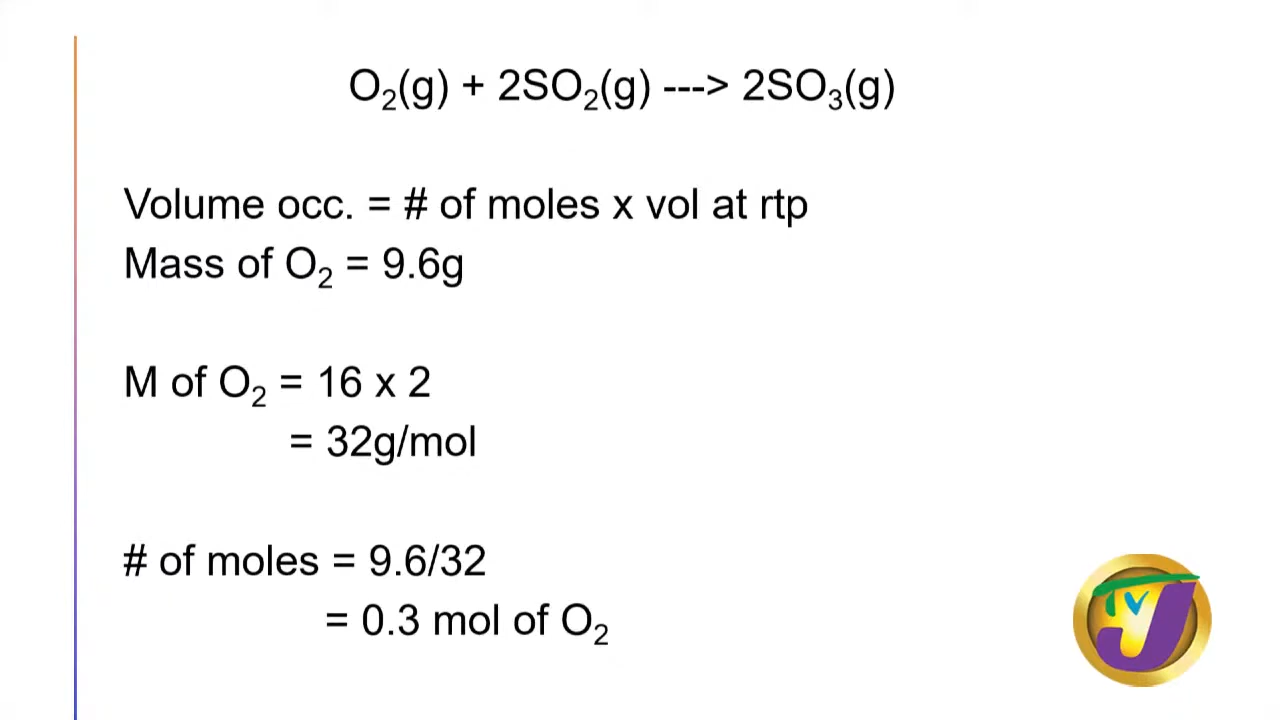 O₂(g) + 2SO₂(g) ---> 2SO₃(g)
Volume occ. = # of moles x vol at rtp
Mass of O₂ = 9.6g
M of O₂ = 16 x 2
= 32g/mol
# of moles = 9.6/32
= 0.3 mol of O₂
TVJ